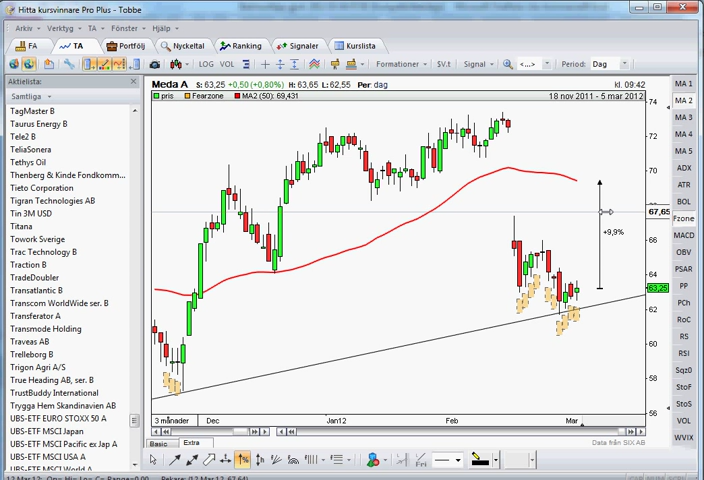 Hitta kursvinnare Pro Plus - Tobbe
Arkiv Verktyg Fönster Hjälp
FA TA Portfölj Nyckeltal Ranking Signaler Kurslista
LOG VOL Formationer SV.t Signal <...> Period: Dag
Aktielista:
Samtliga
TagMaster B
Taurus Energy B
Tele2 B
TeliaSonera
Tethys Oil
Thenberg & Kinde Fondkomm...
Tieto Corporation
Tigran Technologies AB
Tin 3M USD
Titana
Towork Sverige
Trac Technology B
Traction B
TradeDoubler
Transatlantic B
Transcom WorldWide ser. B
Transferator A
Transmode Holding
Traveas AB
Trelleborg B
Trigon Agri A/S
True Heading AB, ser. B
TrustBuddy International
Trygga Hem Skandinavien AB
UBS-ETF EURO STOXX 50 A
UBS-ETF MSCI Japan
UBS-ETF MSCI Pacific ex Jap A
UBS-ETF MSCI USA A
UBS-ETF MSCI World A
Meda A S: 63,25 +0,50 (+0,80%) H: 63,65 L: 62,55 Per dag kl. 09:42
pris Fearzone MA2 (50): 69,431 18 nov 2011 - 5 mar 2012
74
72
70
67,65
66
64
63,25
62
60
58
56
+9,9%
3 månader Dec Jan12 Feb Mar
Basic Extra Data från SIX AB
Fri
MA 1
MA 2
MA 3
MA 4
MA 5
ADX
ATR
BOL
Fzone
MACD
OBV
PSAR
PP
PCh
RoC
RS
RSI
Sqz0
StoF
StoS
VOL
WVIX